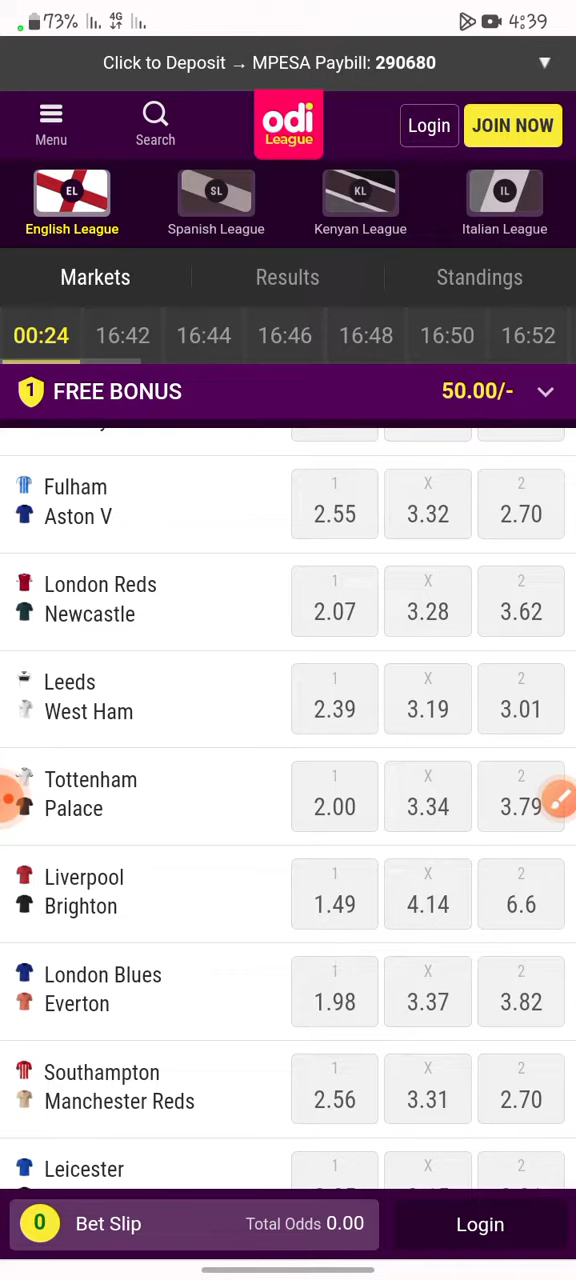 73% 4G 4:39
Click to Deposit → MPESA Paybill: 290680 ▼
Menu Search odi League Login JOIN NOW
EL SL KL IL
English League Spanish League Kenyan League Italian League
Markets Results Standings
00:24 16:42 16:44 16:46 16:48 16:50 16:52
1 FREE BONUS 50.00/-
1 X 2
Fulham
Aston V 2.55 3.32 2.70
1 X 2
London Reds
Newcastle 2.07 3.28 3.62
1 X 2
Leeds
West Ham 2.39 3.19 3.01
1 X 2
Tottenham
Palace 2.00 3.34 3.79
1 X 2
Liverpool
Brighton 1.49 4.14 6.6
1 X 2
London Blues
Everton 1.98 3.37 3.82
1 X 2
Southampton
Manchester Reds 2.56 3.31 2.70
1 X 2
Leicester
0 Bet Slip Total Odds 0.00 Login